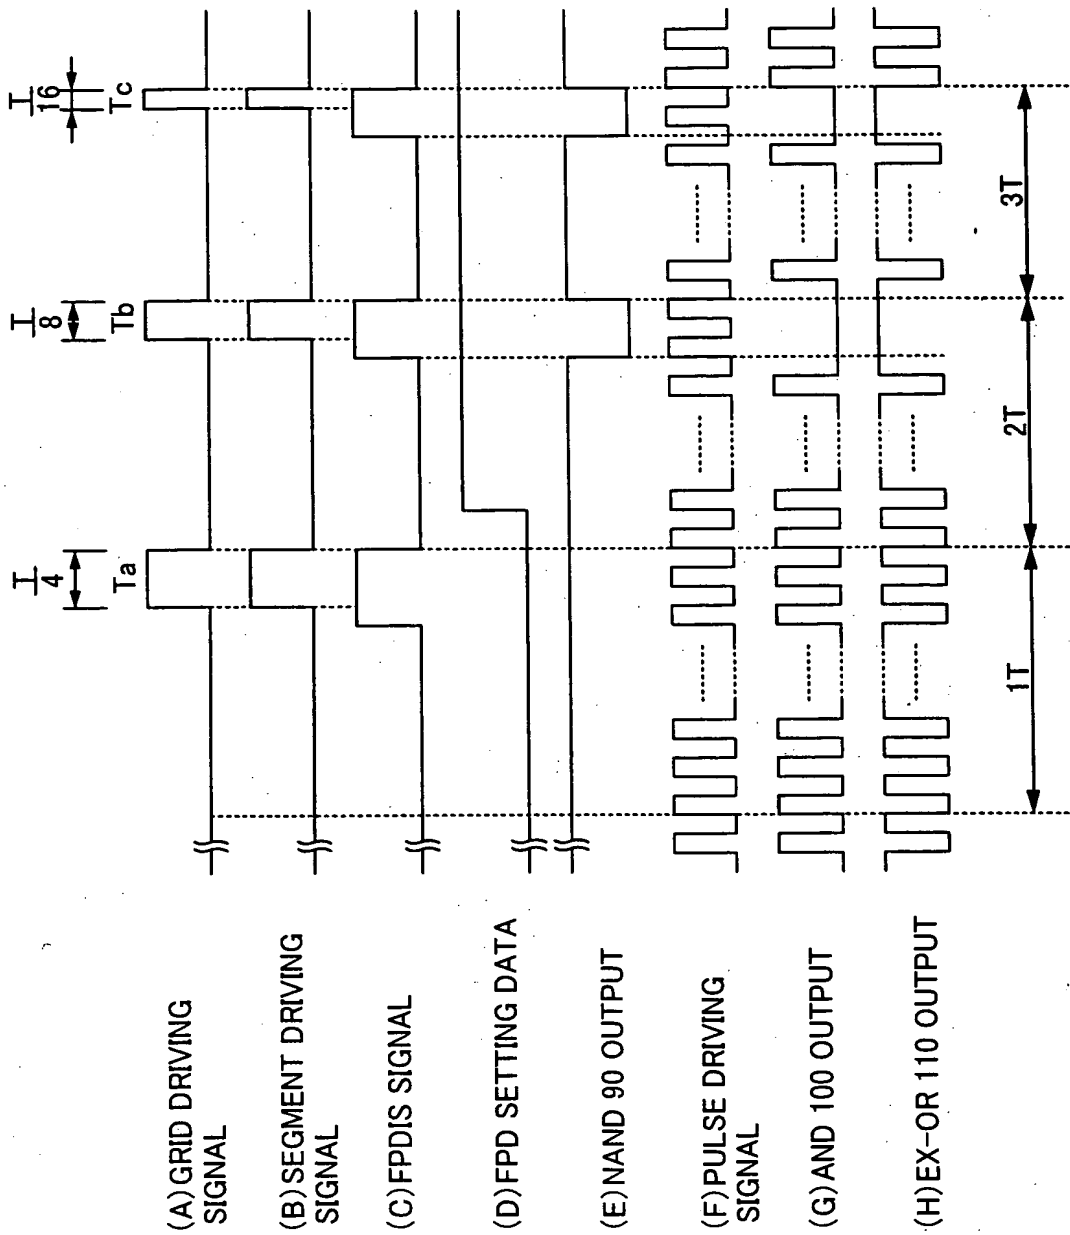 T/4
T/8
T/16
Ta
Tb
Tc
(A)GRID DRIVING
SIGNAL
(B)SEGMENT DRIVING
SIGNAL
(C)FPDIS SIGNAL
(D)FPD SETTING DATA
(E)NAND 90 OUTPUT
(F)PULSE DRIVING
SIGNAL
(G)AND 100 OUTPUT
(H)EX-OR 110 OUTPUT
1T
2T
3T